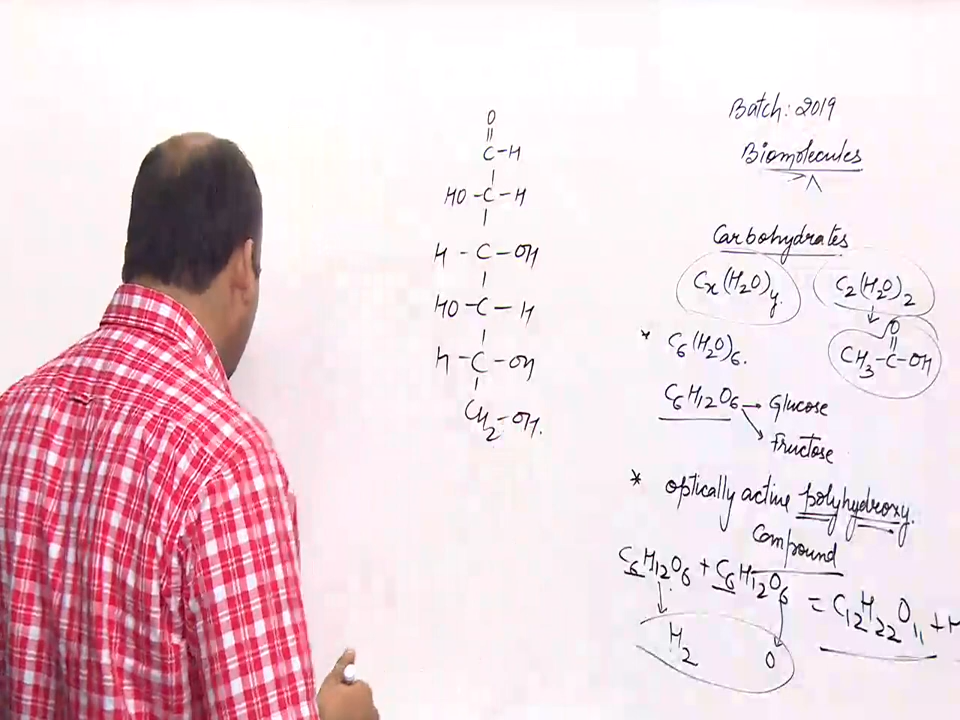 O
||
C-H
|
HO-C-H
|
H-C-OH
|
HO-C-H
|
H-C-OH
|
CH2-OH.
Batch: 2019
Biomolecules
Carbohydrates
Cx(H2O)y. C2(H2O)2
O
||
CH3-C-OH
* C6(H2O)6.
C6H12O6 → Glucose
→ Fructose
* optically active polyhydroxy.
Compound
C6H12O6 + C6H12O6 = C12H22O11 + H
H2 O